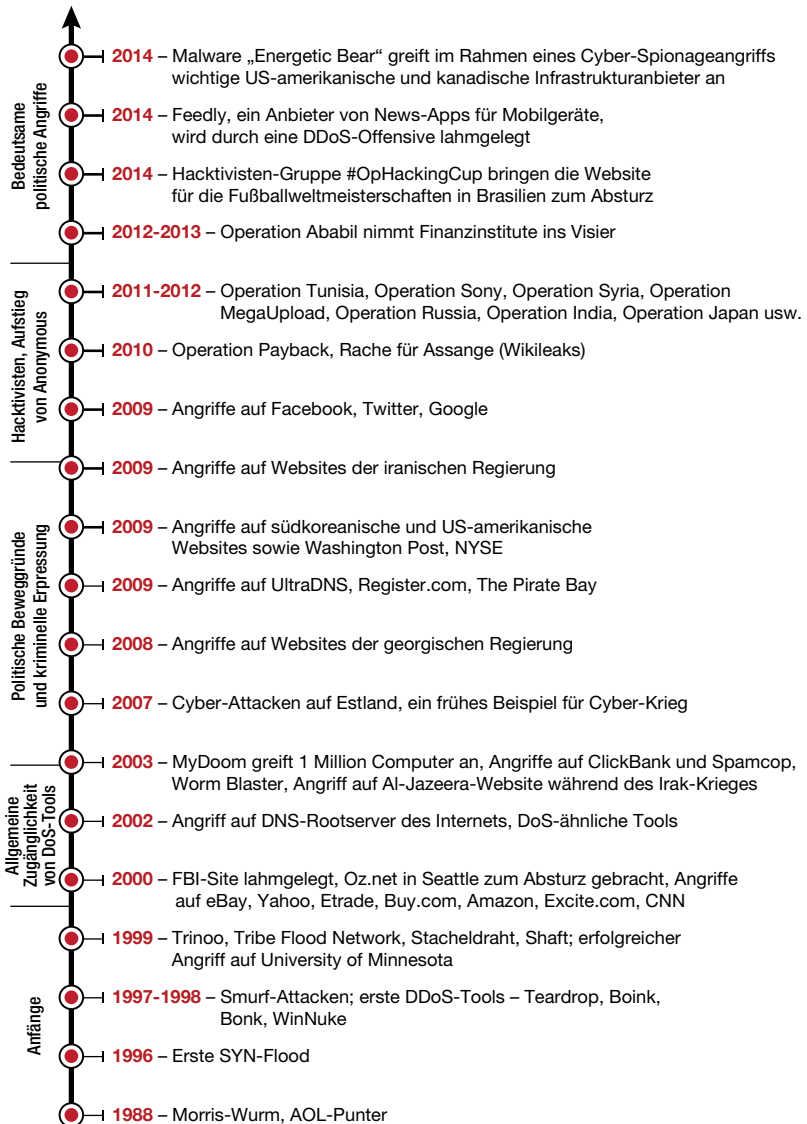 2014 – Malware „Energetic Bear“ greift im Rahmen eines Cyber-Spionageangriffs
wichtige US-amerikanische und kanadische Infrastrukturanbieter an
2014 – Feedly, ein Anbieter von News-Apps für Mobilgeräte,
wird durch eine DDoS-Offensive lahmgelegt
2014 – Hacktivisten-Gruppe #OpHackingCup bringen die Website
für die Fußballweltmeisterschaften in Brasilien zum Absturz
2012-2013 – Operation Ababil nimmt Finanzinstitute ins Visier
Bedeutsame
politische Angriffe
2011-2012 – Operation Tunisia, Operation Sony, Operation Syria, Operation
MegaUpload, Operation Russia, Operation India, Operation Japan usw.
2010 – Operation Payback, Rache für Assange (Wikileaks)
2009 – Angriffe auf Facebook, Twitter, Google
Hacktivisten, Aufstieg
von Anonymous
2009 – Angriffe auf Websites der iranischen Regierung
2009 – Angriffe auf südkoreanische und US-amerikanische
Websites sowie Washington Post, NYSE
2009 – Angriffe auf UltraDNS, Register.com, The Pirate Bay
2008 – Angriffe auf Websites der georgischen Regierung
2007 – Cyber-Attacken auf Estland, ein frühes Beispiel für Cyber-Krieg
Politische Beweggründe
und kriminelle Erpressung
2003 – MyDoom greift 1 Million Computer an, Angriffe auf ClickBank und Spamcop,
Worm Blaster, Angriff auf Al-Jazeera-Website während des Irak-Krieges
2002 – Angriff auf DNS-Rootserver des Internets, DoS-ähnliche Tools
2000 – FBI-Site lahmgelegt, Oz.net in Seattle zum Absturz gebracht, Angriffe
auf eBay, Yahoo, Etrade, Buy.com, Amazon, Excite.com, CNN
Allgemeine
Zugänglichkeit
von DoS-Tools
1999 – Trinoo, Tribe Flood Network, Stacheldraht, Shaft; erfolgreicher
Angriff auf University of Minnesota
1997-1998 – Smurf-Attacken; erste DDoS-Tools – Teardrop, Boink,
Bonk, WinNuke
1996 – Erste SYN-Flood
1988 – Morris-Wurm, AOL-Punter
Anfänge